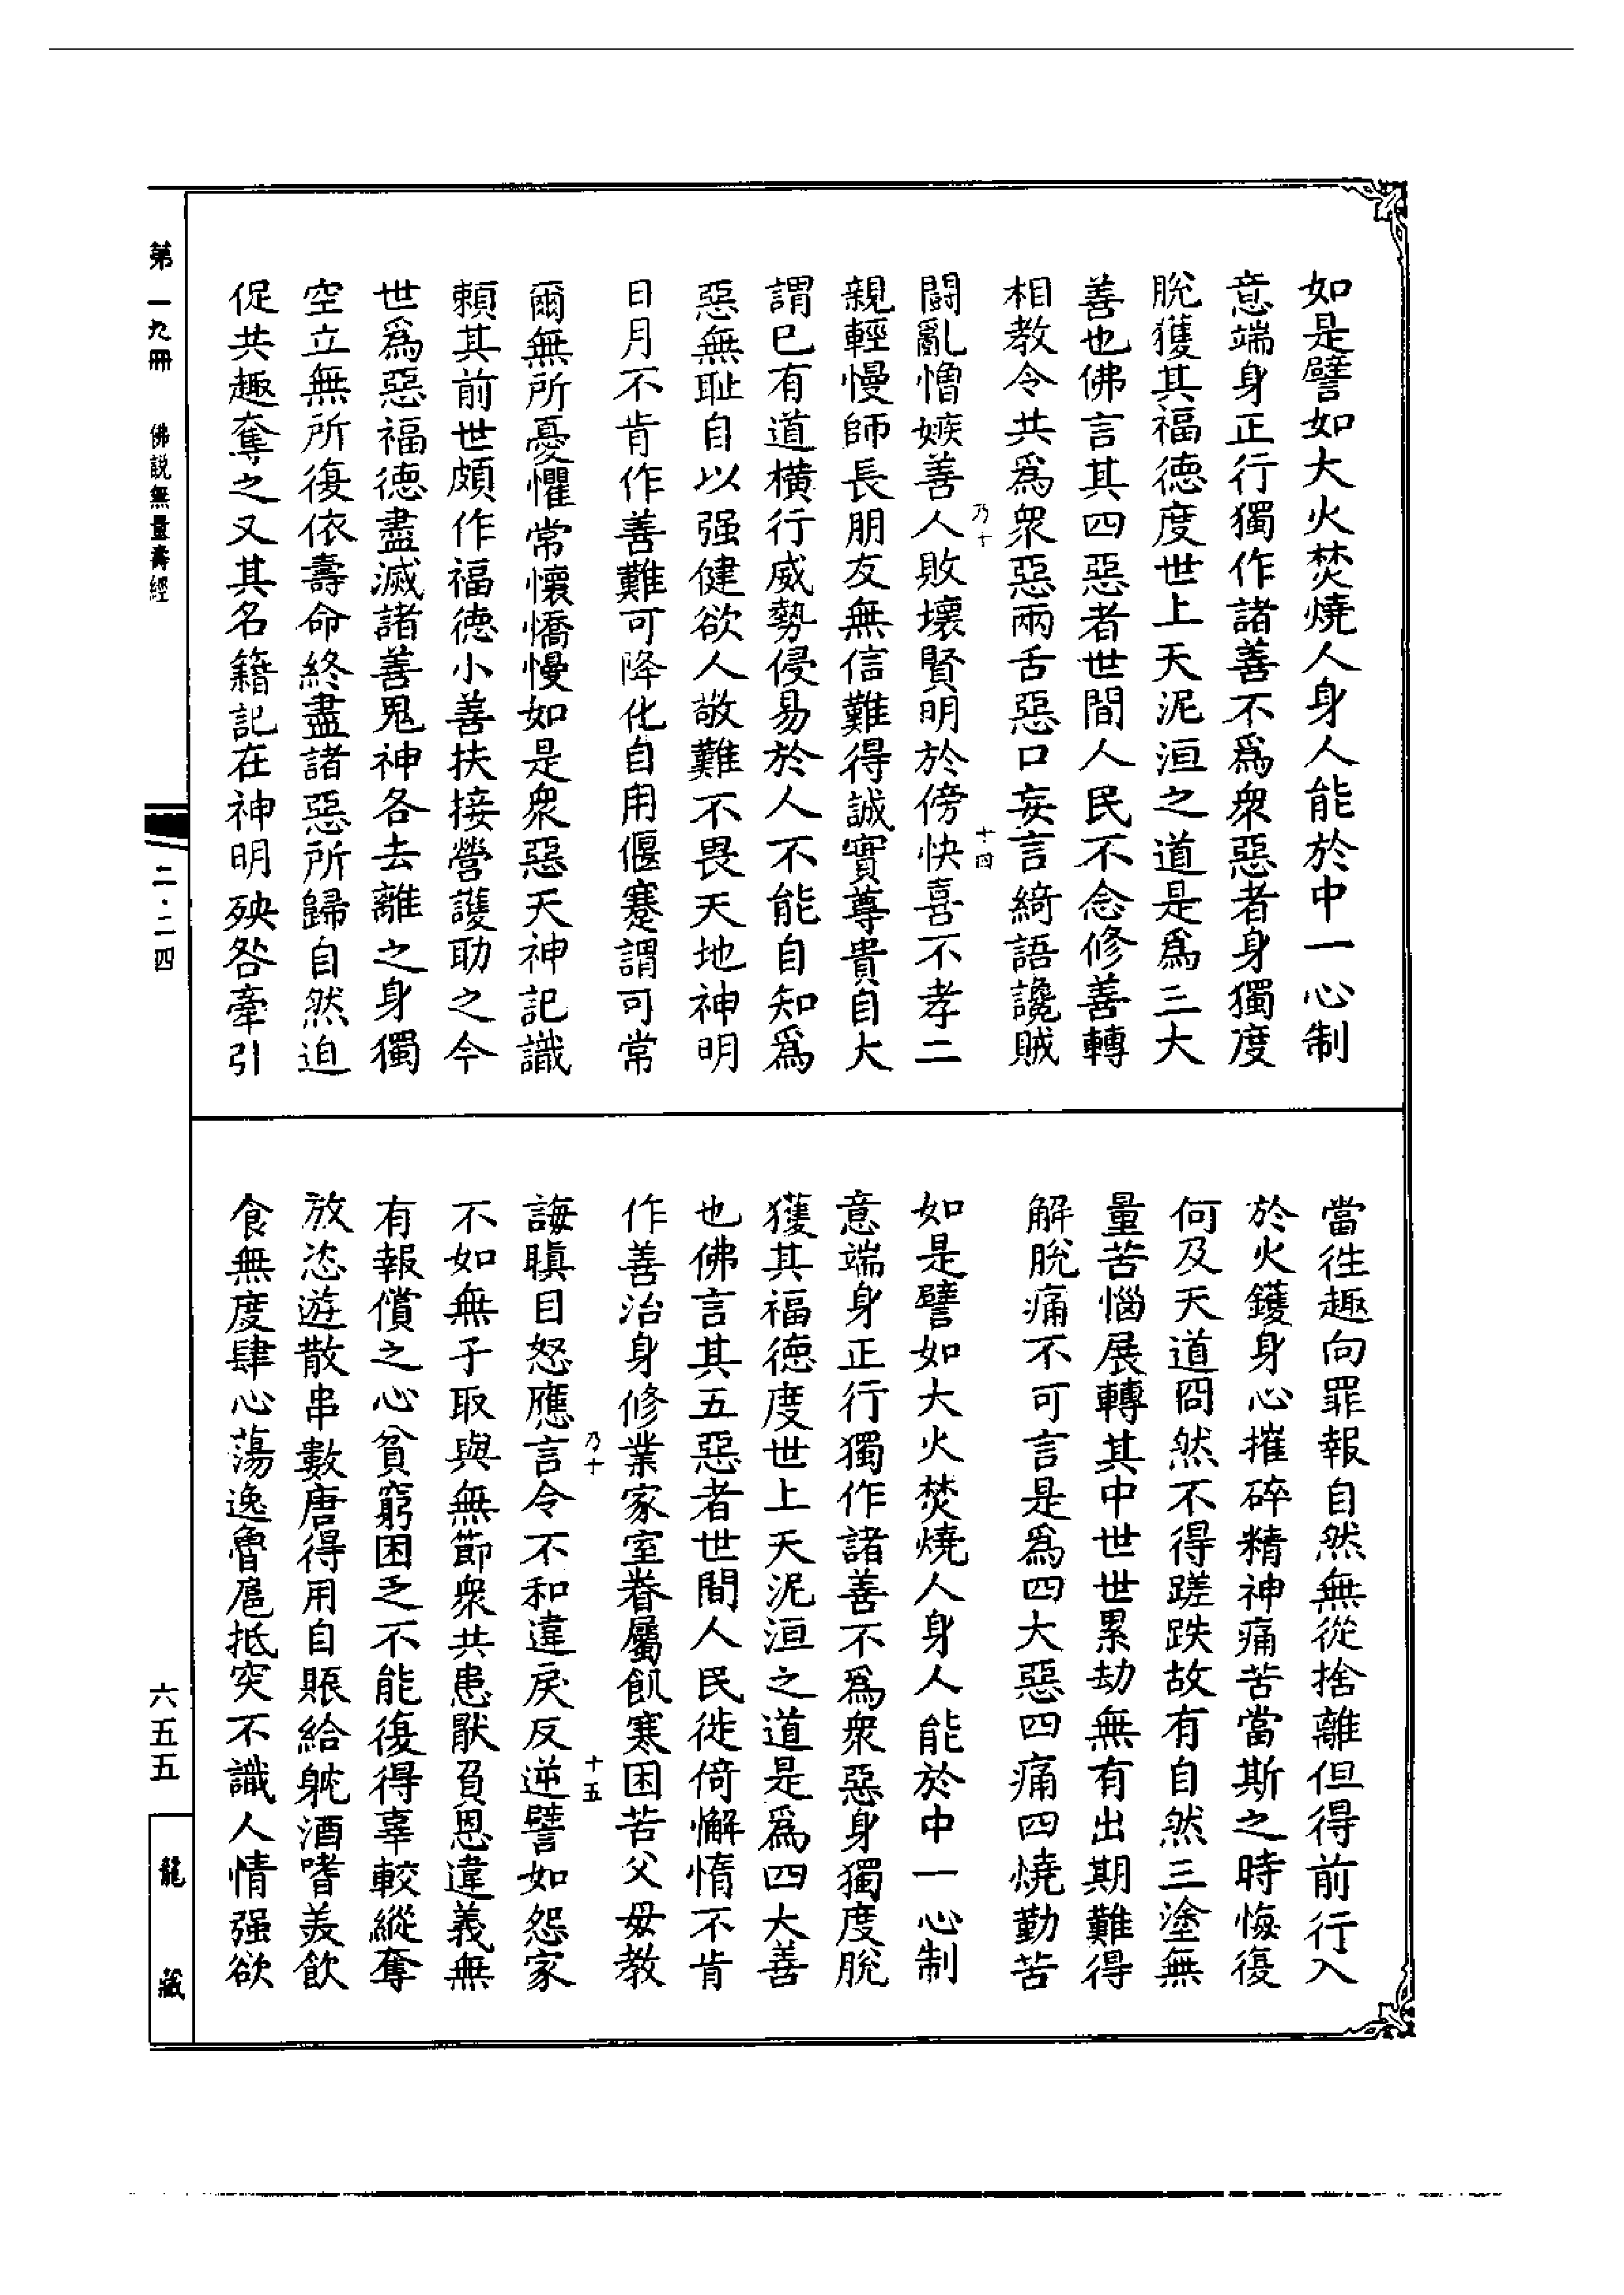 如是譬如大火焚燒人身人能於中一心制
意端身正行獨作諸善不爲衆惡者身獨度
脫獲其福德度世上天泥洹之道是爲三大
善也佛言其四惡者世間人民不念修善轉
相教令共爲衆惡兩舌惡口妄言綺語讒賊
乃十
十四
鬬亂憎嫉善人敗壞賢明於傍快喜不孝二
親輕慢師長朋友無信難得誠實尊貴自大
謂已有道橫行威勢侵易於人不能自知爲
惡無耻自以强健欲人敬難不畏天地神明
日月不肯作善難可降化自用偃蹇謂可常
爾無所憂懼常懷憍慢如是衆惡天神記識
賴其前世頗作福德小善扶接營護助之今
世爲惡福德盡滅諸善鬼神各去離之身獨
空立無所復依壽命終盡諸惡所歸自然迫
促共趣奪之又其名籍記在神明殃咎牽引
當往趣向罪報自然無從捨離但得前行入
於火鑊身心摧碎精神痛苦當斯之時悔復
何及天道冏然不得蹉跌故有自然三塗無
量苦惱展轉其中世世累劫無有出期難得
解脫痛不可言是爲四大惡四痛四燒勤苦
如是譬如大火焚燒人身人能於中一心制
意端身正行獨作諸善不爲衆惡身獨度脫
獲其福德度世上天泥洹之道是爲四大善
也佛言其五惡者世間人民徙倚懈惰不肯
作善治身修業家室眷屬飢寒困苦父母教
乃十
十五
誨瞋目怒應言令不和違戾反逆譬如怨家
不如無子取與無節衆共患厭負恩違義無
有報償之心貧窮困乏不能復得辜較縱奪
放恣遊散串數唐得用自賬給躭酒嗜美飲
食無度肆心蕩逸魯扈抵突不識人情强欲
第一九冊
佛説無量壽經
二·二四
六五五
龍藏